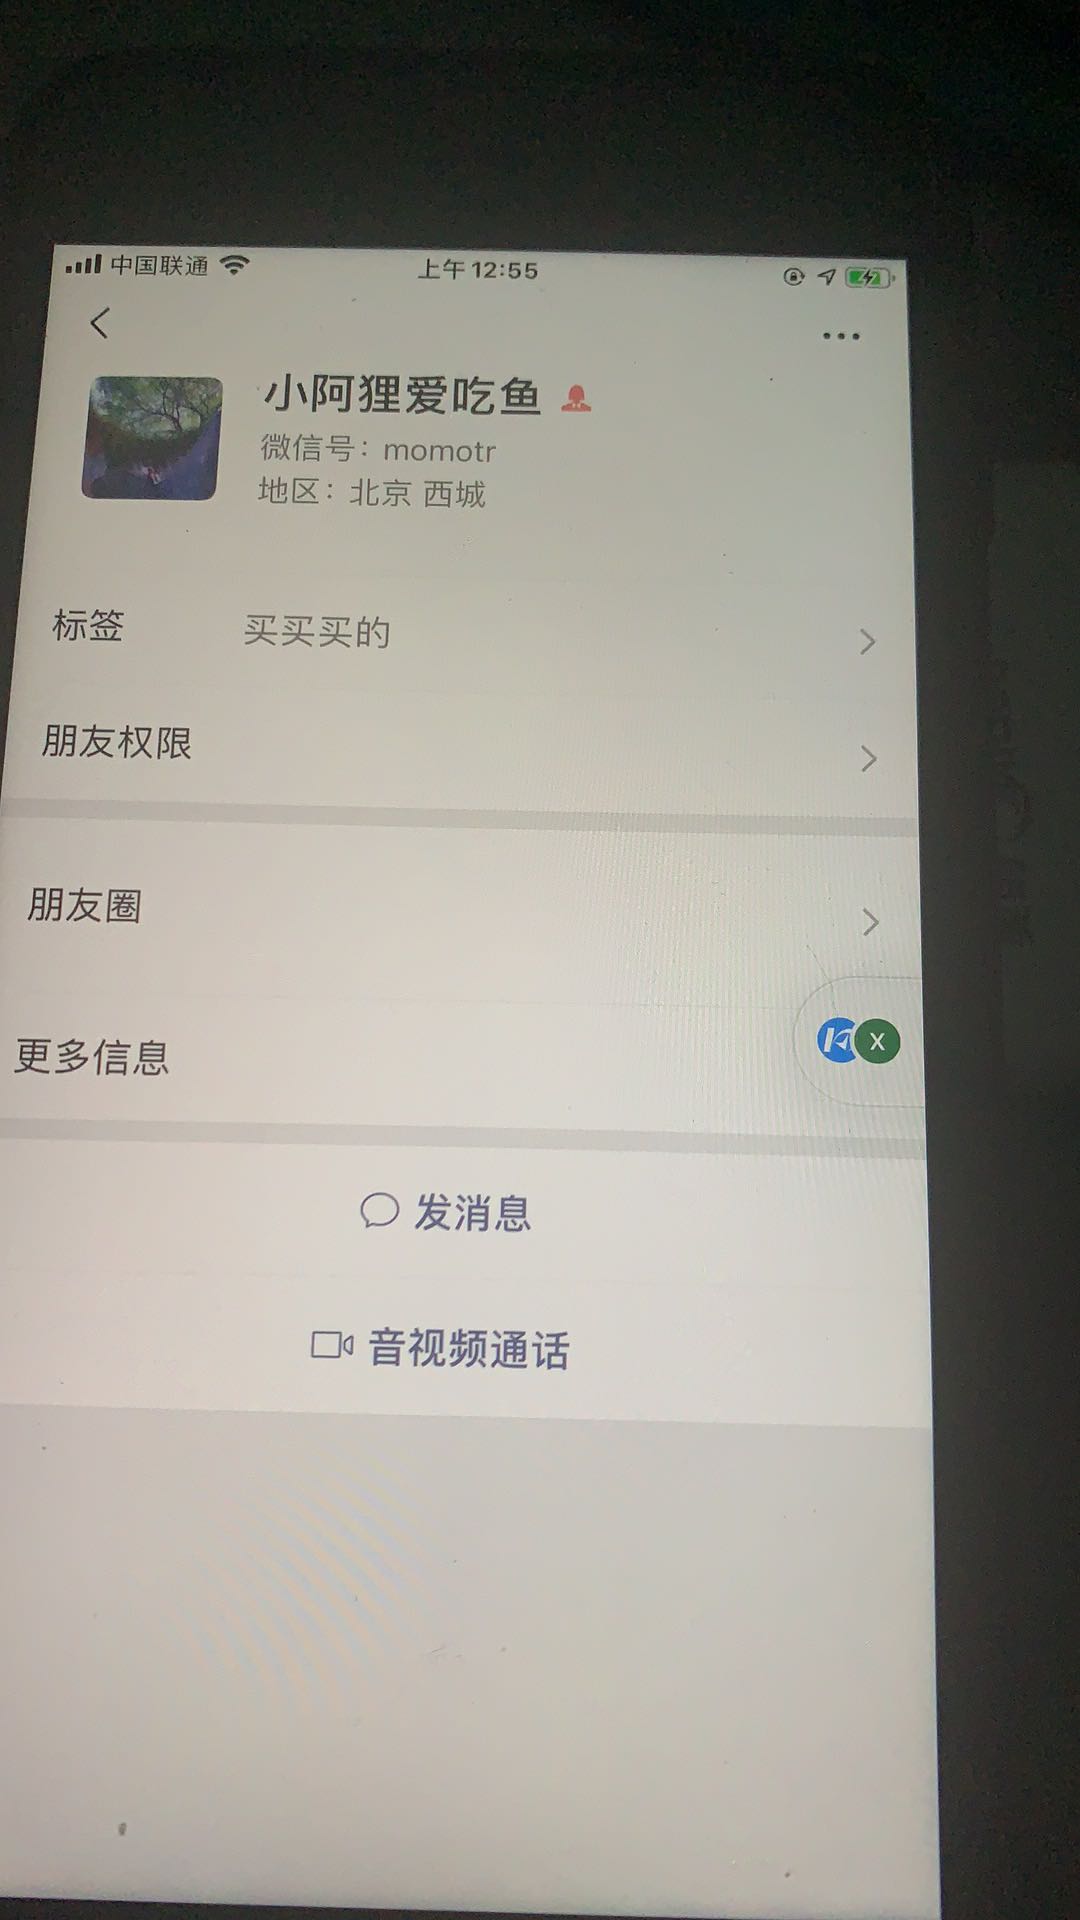 中国联通 上午12:55
小阿狸爱吃鱼
微信号：momotr
地区：北京 西城
标签 买买买的
朋友权限
朋友圈
更多信息
X
发消息
音视频通话